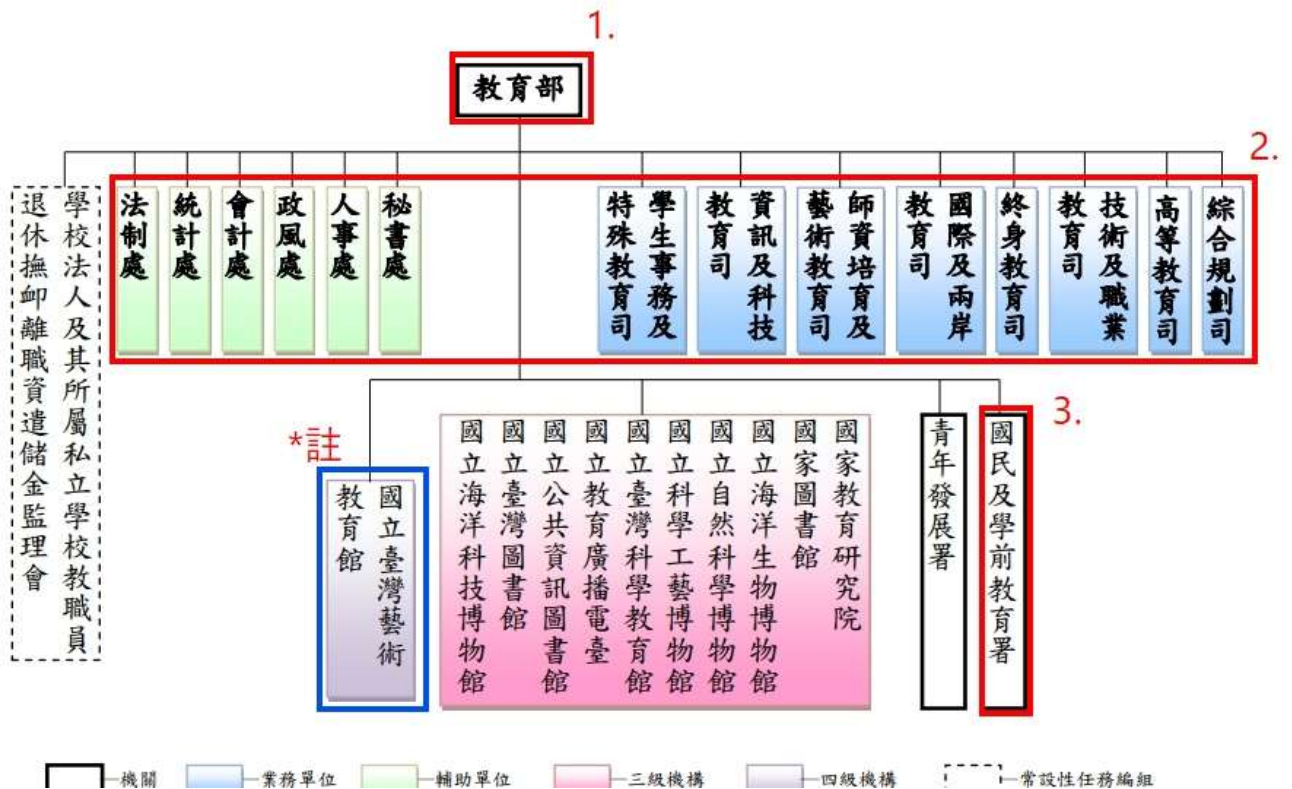 1.
教育部
2.
學校法人及其所屬私立學校教職員
退休撫卹離職資遣儲金監理會
法制處
統計處
會計處
政風處
人事處
秘書處
學生事務及
特殊教育司
資訊及科技
教育司
師資培育及
藝術教育司
國際及兩岸
教育司
終身教育司
技術及職業
教育司
高等教育司
綜合規劃司
*註
國立臺灣藝術
教育館
國立海洋科技博物館
國立臺灣圖書館
國立公共資訊圖書館
國立教育廣播電臺
國立臺灣科學教育館
國立科學工藝博物館
國立自然科學博物館
國立海洋生物博物館
國家圖書館
國家教育研究院
青年發展署
3.
國民及學前教育署
機關
業務單位
輔助單位
三級機構
四級機構
常設性任務編組